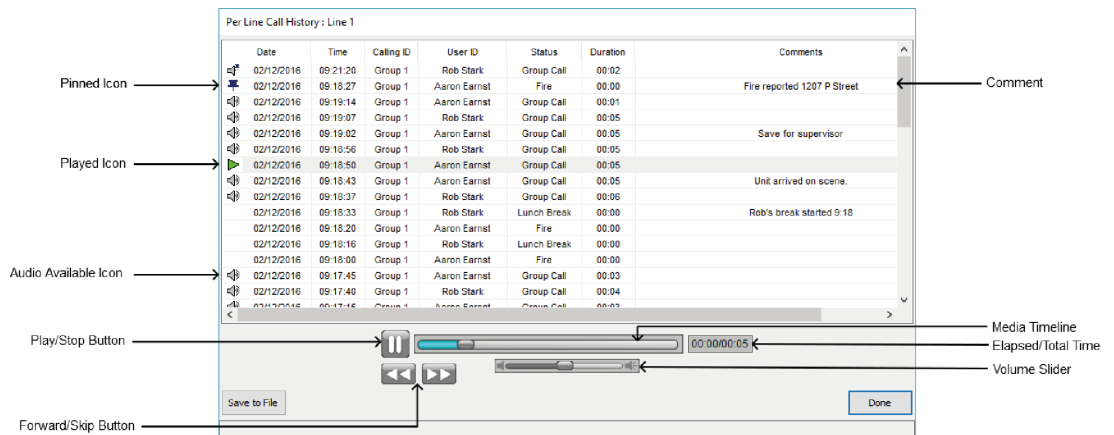 Per Line Call History : Line 1
Date Time Calling ID User ID Status Duration Comments
02/12/2016 09:21:20 Group 1 Rob Stark Group Call 00:02
Pinned Icon 02/12/2016 09:18:27 Group 1 Aaron Earnst Fire 00:00 Fire reported 1207 P Street Comment
02/12/2016 09:19:14 Group 1 Aaron Earnst Group Call 00:01
02/12/2016 09:19:07 Group 1 Rob Stark Group Call 00:05
02/12/2016 09:19:02 Group 1 Aaron Earnst Group Call 00:05 Save for supervisor
02/12/2016 09:18:56 Group 1 Rob Stark Group Call 00:05
Played Icon 02/12/2016 09:18:50 Group 1 Aaron Earnst Group Call 00:05
02/12/2016 09:18:43 Group 1 Aaron Earnst Group Call 00:05 Unit arrived on scene.
02/12/2016 09:18:37 Group 1 Rob Stark Group Call 00:06
02/12/2016 09:18:33 Group 1 Rob Stark Lunch Break 00:00 Rob's break started 9:18
02/12/2016 09:18:20 Group 1 Aaron Earnst Fire 00:00
02/12/2016 09:18:16 Group 1 Rob Stark Lunch Break 00:00
02/12/2016 09:18:00 Group 1 Aaron Earnst Fire 00:00
Audio Available Icon 02/12/2016 09:17:45 Group 1 Aaron Earnst Group Call 00:03
02/12/2016 09:17:40 Group 1 Rob Stark Group Call 00:04
02/12/2016 09:17:15 Group 1 Aaron Earnst Group Call
Media Timeline
Play/Stop Button 00:00/00:05 Elapsed/Total Time
Volume Slider
Save to File Done
Forward/Skip Button